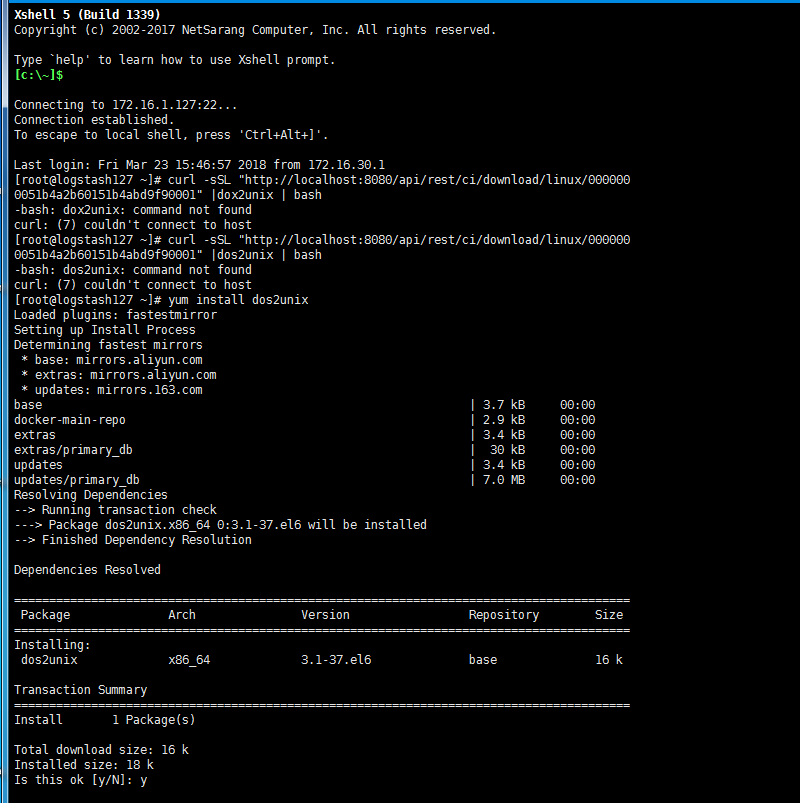 Xshell 5 (Build 1339)
Copyright (c) 2002-2017 NetSarang Computer, Inc. All rights reserved.
Type `help' to learn how to use Xshell prompt.
[c:\~]$
Connecting to 172.16.1.127:22...
Connection established.
To escape to local shell, press 'Ctrl+Alt+]'.
Last login: Fri Mar 23 15:46:57 2018 from 172.16.30.1
[root@logstash127 ~]# curl -sSL "http://localhost:8080/api/rest/ci/download/linux/000000
0051b4a2b60151b4abd9f90001" |dox2unix | bash
-bash: dox2unix: command not found
curl: (7) couldn't connect to host
[root@logstash127 ~]# curl -sSL "http://localhost:8080/api/rest/ci/download/linux/000000
0051b4a2b60151b4abd9f90001" |dos2unix | bash
-bash: dos2unix: command not found
curl: (7) couldn't connect to host
[root@logstash127 ~]# yum install dos2unix
Loaded plugins: fastestmirror
Setting up Install Process
Determining fastest mirrors
 * base: mirrors.aliyun.com
 * extras: mirrors.aliyun.com
 * updates: mirrors.163.com
base | 3.7 kB 00:00
docker-main-repo | 2.9 kB 00:00
extras | 3.4 kB 00:00
extras/primary_db | 30 kB 00:00
updates | 3.4 kB 00:00
updates/primary_db | 7.0 MB 00:00
Resolving Dependencies
--> Running transaction check
---> Package dos2unix.x86_64 0:3.1-37.el6 will be installed
--> Finished Dependency Resolution
Dependencies Resolved
========================================================================================
 Package Arch Version Repository Size
========================================================================================
Installing:
 dos2unix x86_64 3.1-37.el6 base 16 k
Transaction Summary
========================================================================================
Install 1 Package(s)
Total download size: 16 k
Installed size: 18 k
Is this ok [y/N]: y